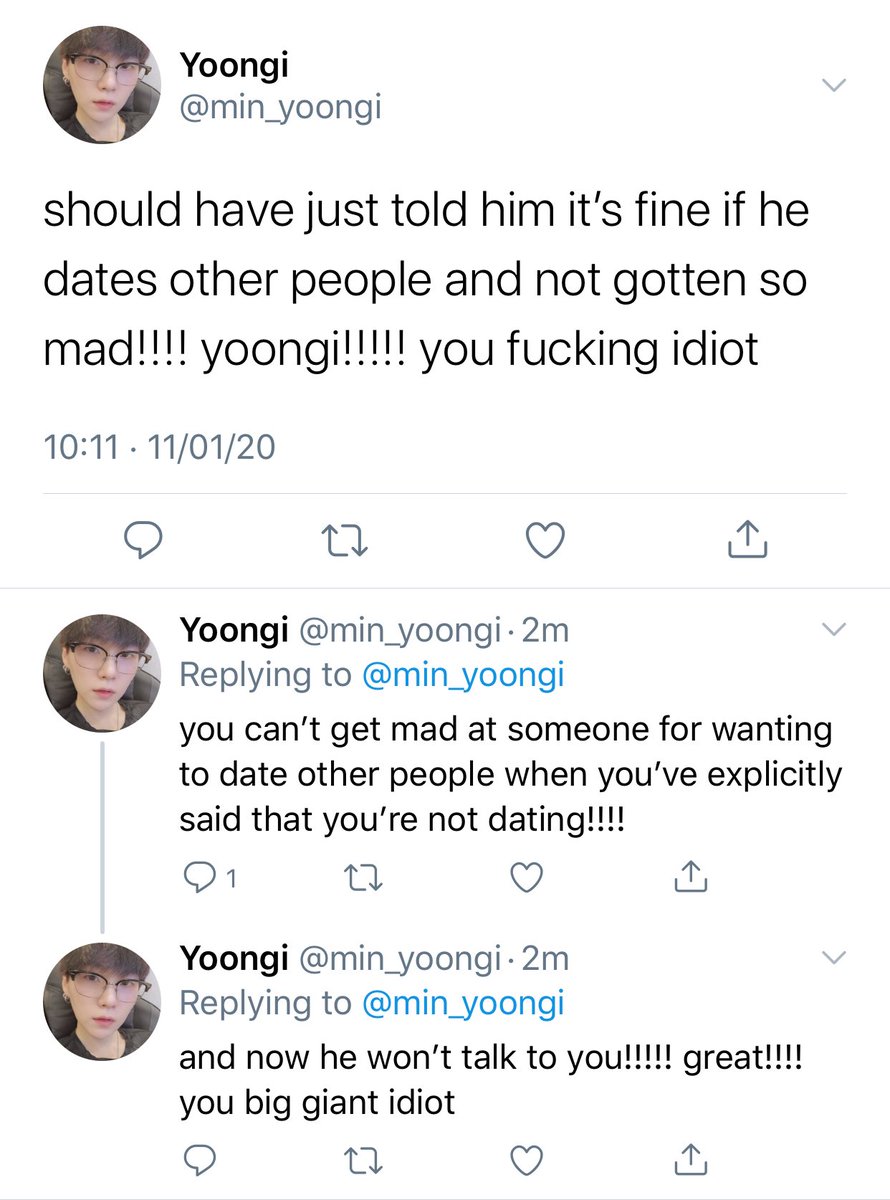 Yoongi
@min_yoongi
should have just told him it’s fine if he
dates other people and not gotten so
mad!!!! yoongi!!!!! you fucking idiot
10:11 · 11/01/20
Yoongi @min_yoongi · 2m
Replying to @min_yoongi
you can’t get mad at someone for wanting
to date other people when you’ve explicitly
said that you’re not dating!!!!
1
Yoongi @min_yoongi · 2m
Replying to @min_yoongi
and now he won’t talk to you!!!!! great!!!!
you big giant idiot